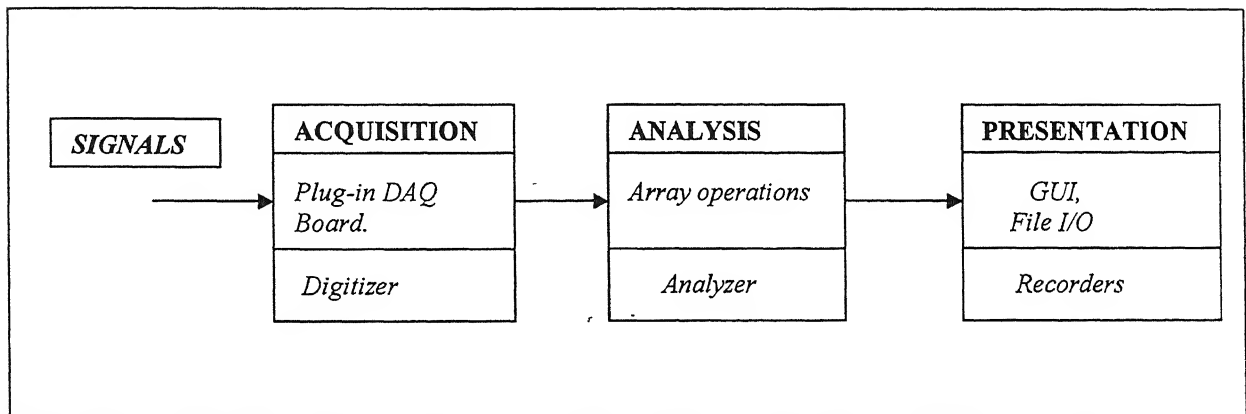 SIGNALS
ACQUISITION
Plug-in DAQ
Board.
Digitizer
ANALYSIS
Array operations
Analyzer
PRESENTATION
GUI,
File I/O
Recorders